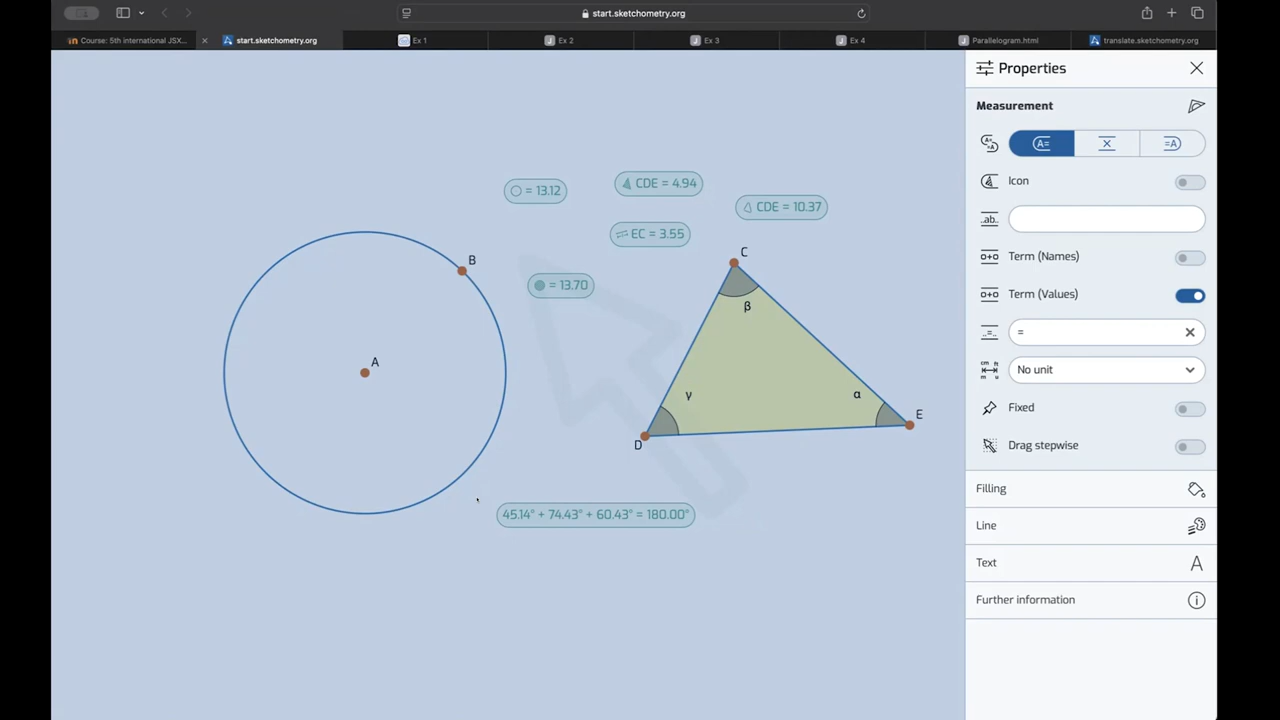 start.sketchometry.org
Course: 5th international JSX...
start.sketchometry.org
Ex 1
Ex 2
Ex 3
Ex 4
Parallelogram.html
translate.sketchometry.org
Properties
Measurement
A=
=A
Icon
..ab..
Term (Names)
Term (Values)
=
No unit
Fixed
Drag stepwise
Filling
Line
Text
A
Further information
= 13.12
CDE = 4.94
CDE = 10.37
EC = 3.55
= 13.70
B
A
C
β
γ
α
E
D
45.14° + 74.43° + 60.43° = 180.00°